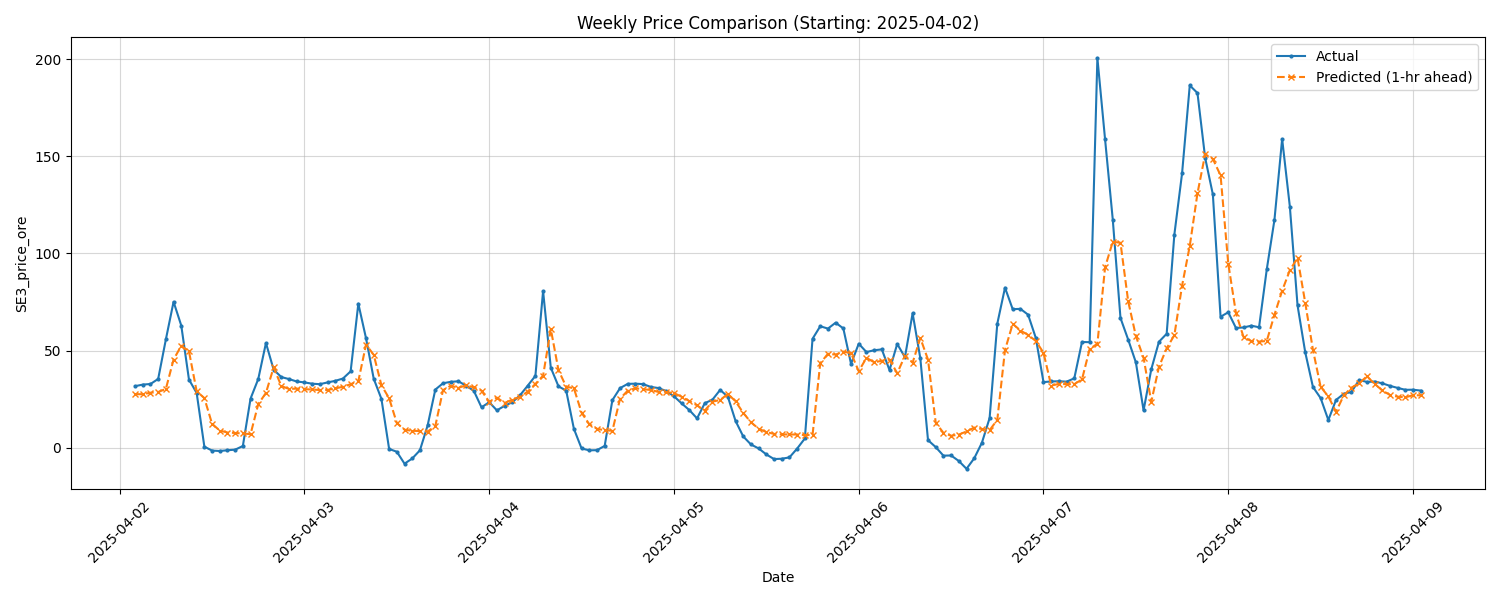 Weekly Price Comparison (Starting: 2025-04-02)
Actual
Predicted (1-hr ahead)
SE3_price_ore
200
150
100
50
0
2025-04-02
2025-04-03
2025-04-04
2025-04-05
2025-04-06
2025-04-07
2025-04-08
2025-04-09
Date